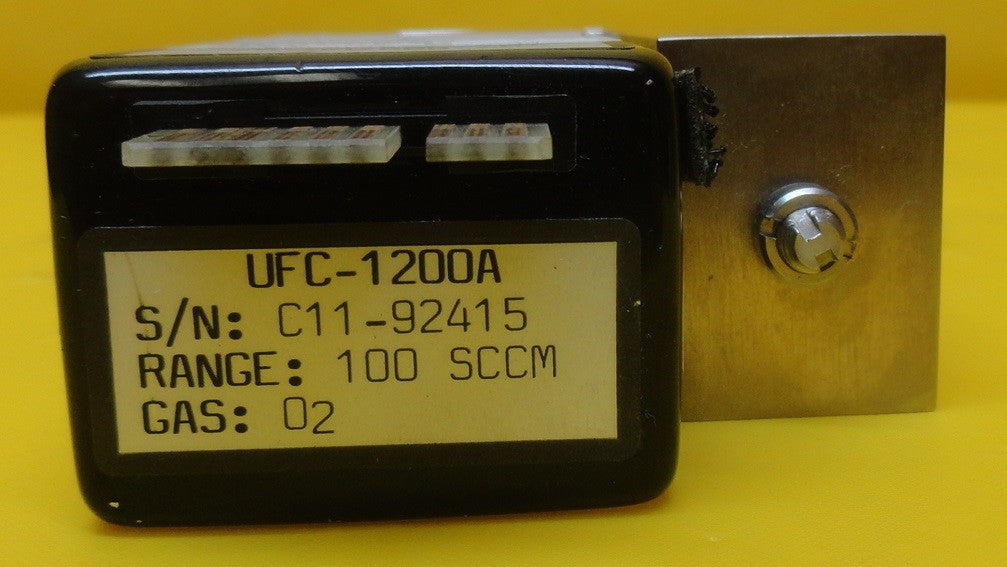 UFC-1200A
S/N: C11-92415
RANGE: 100 SCCM
GAS: O2